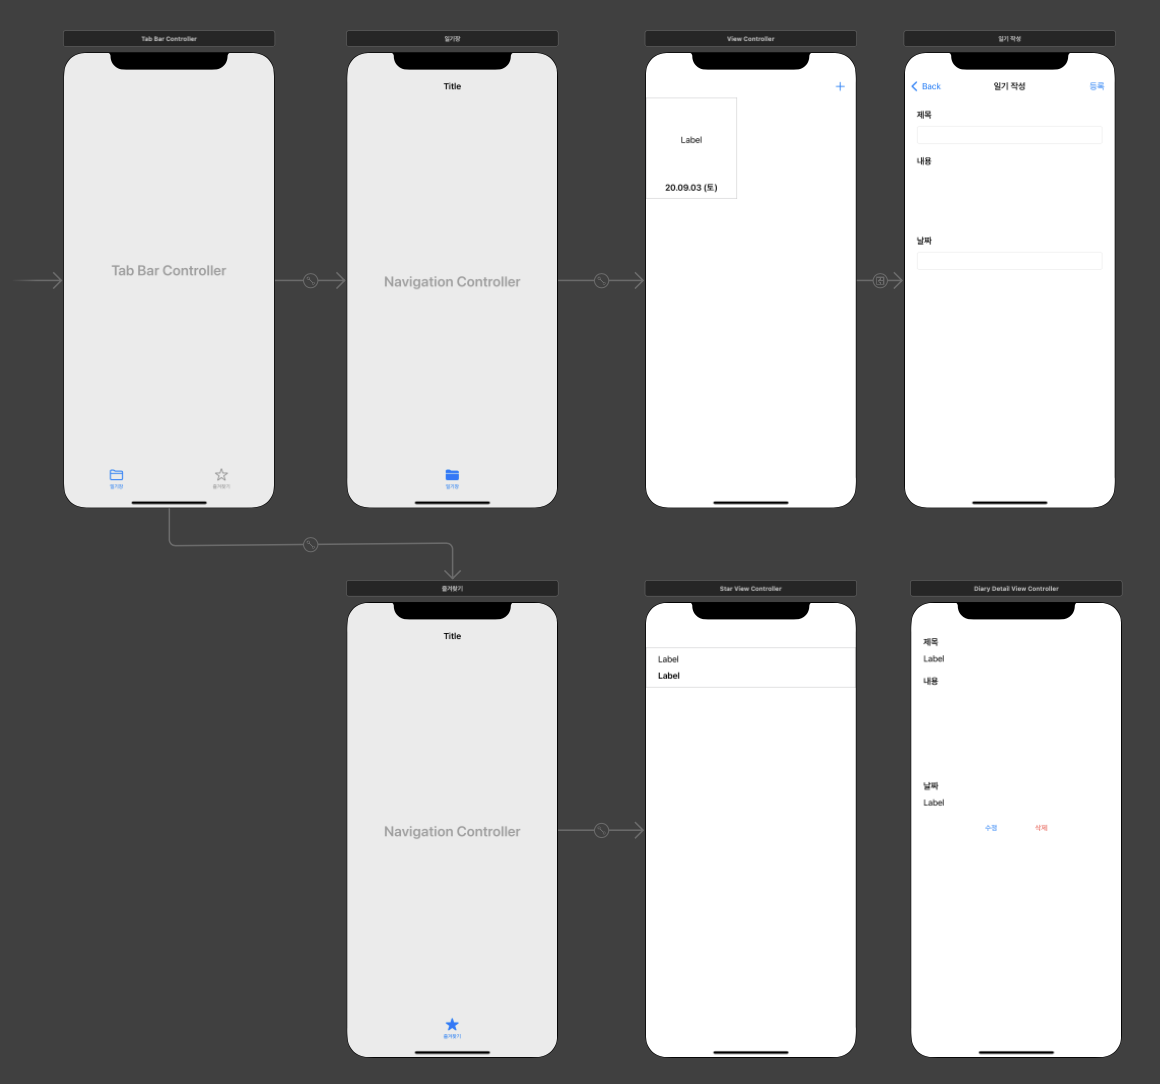 Tab Bar Controller
일기장
View Controller
일기 작성
Title
Back
일기 작성
등록
제목
Label
내용
20.09.03 (토)
날짜
Tab Bar Controller
Navigation Controller
일기장
즐겨찾기
일기장
즐겨찾기
Star View Controller
Diary Detail View Controller
Title
제목
Label
Label
Label
내용
날짜
Label
수정
삭제
Navigation Controller
즐겨찾기